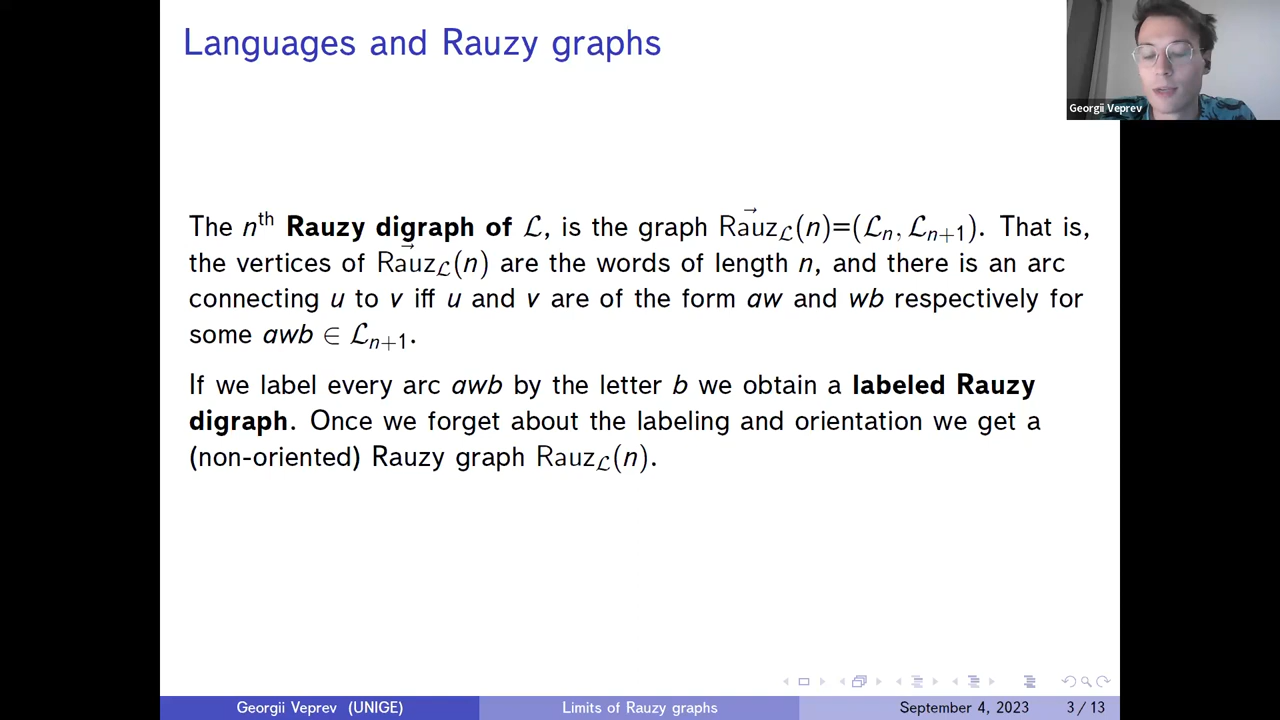 Languages and Rauzy graphs
Georgii Veprev
The nth Rauzy digraph of ℒ, is the graph Rauz⃗_ℒ(n)=(ℒ_n, ℒ_{n+1}). That is,
the vertices of Rauz⃗_ℒ(n) are the words of length n, and there is an arc
connecting u to v iff u and v are of the form aw and wb respectively for
some awb ∈ ℒ_{n+1}.
If we label every arc awb by the letter b we obtain a labeled Rauzy
digraph. Once we forget about the labeling and orientation we get a
(non-oriented) Rauzy graph Rauz_ℒ(n).
Georgii Veprev (UNIGE)
Limits of Rauzy graphs
September 4, 2023
3 / 13